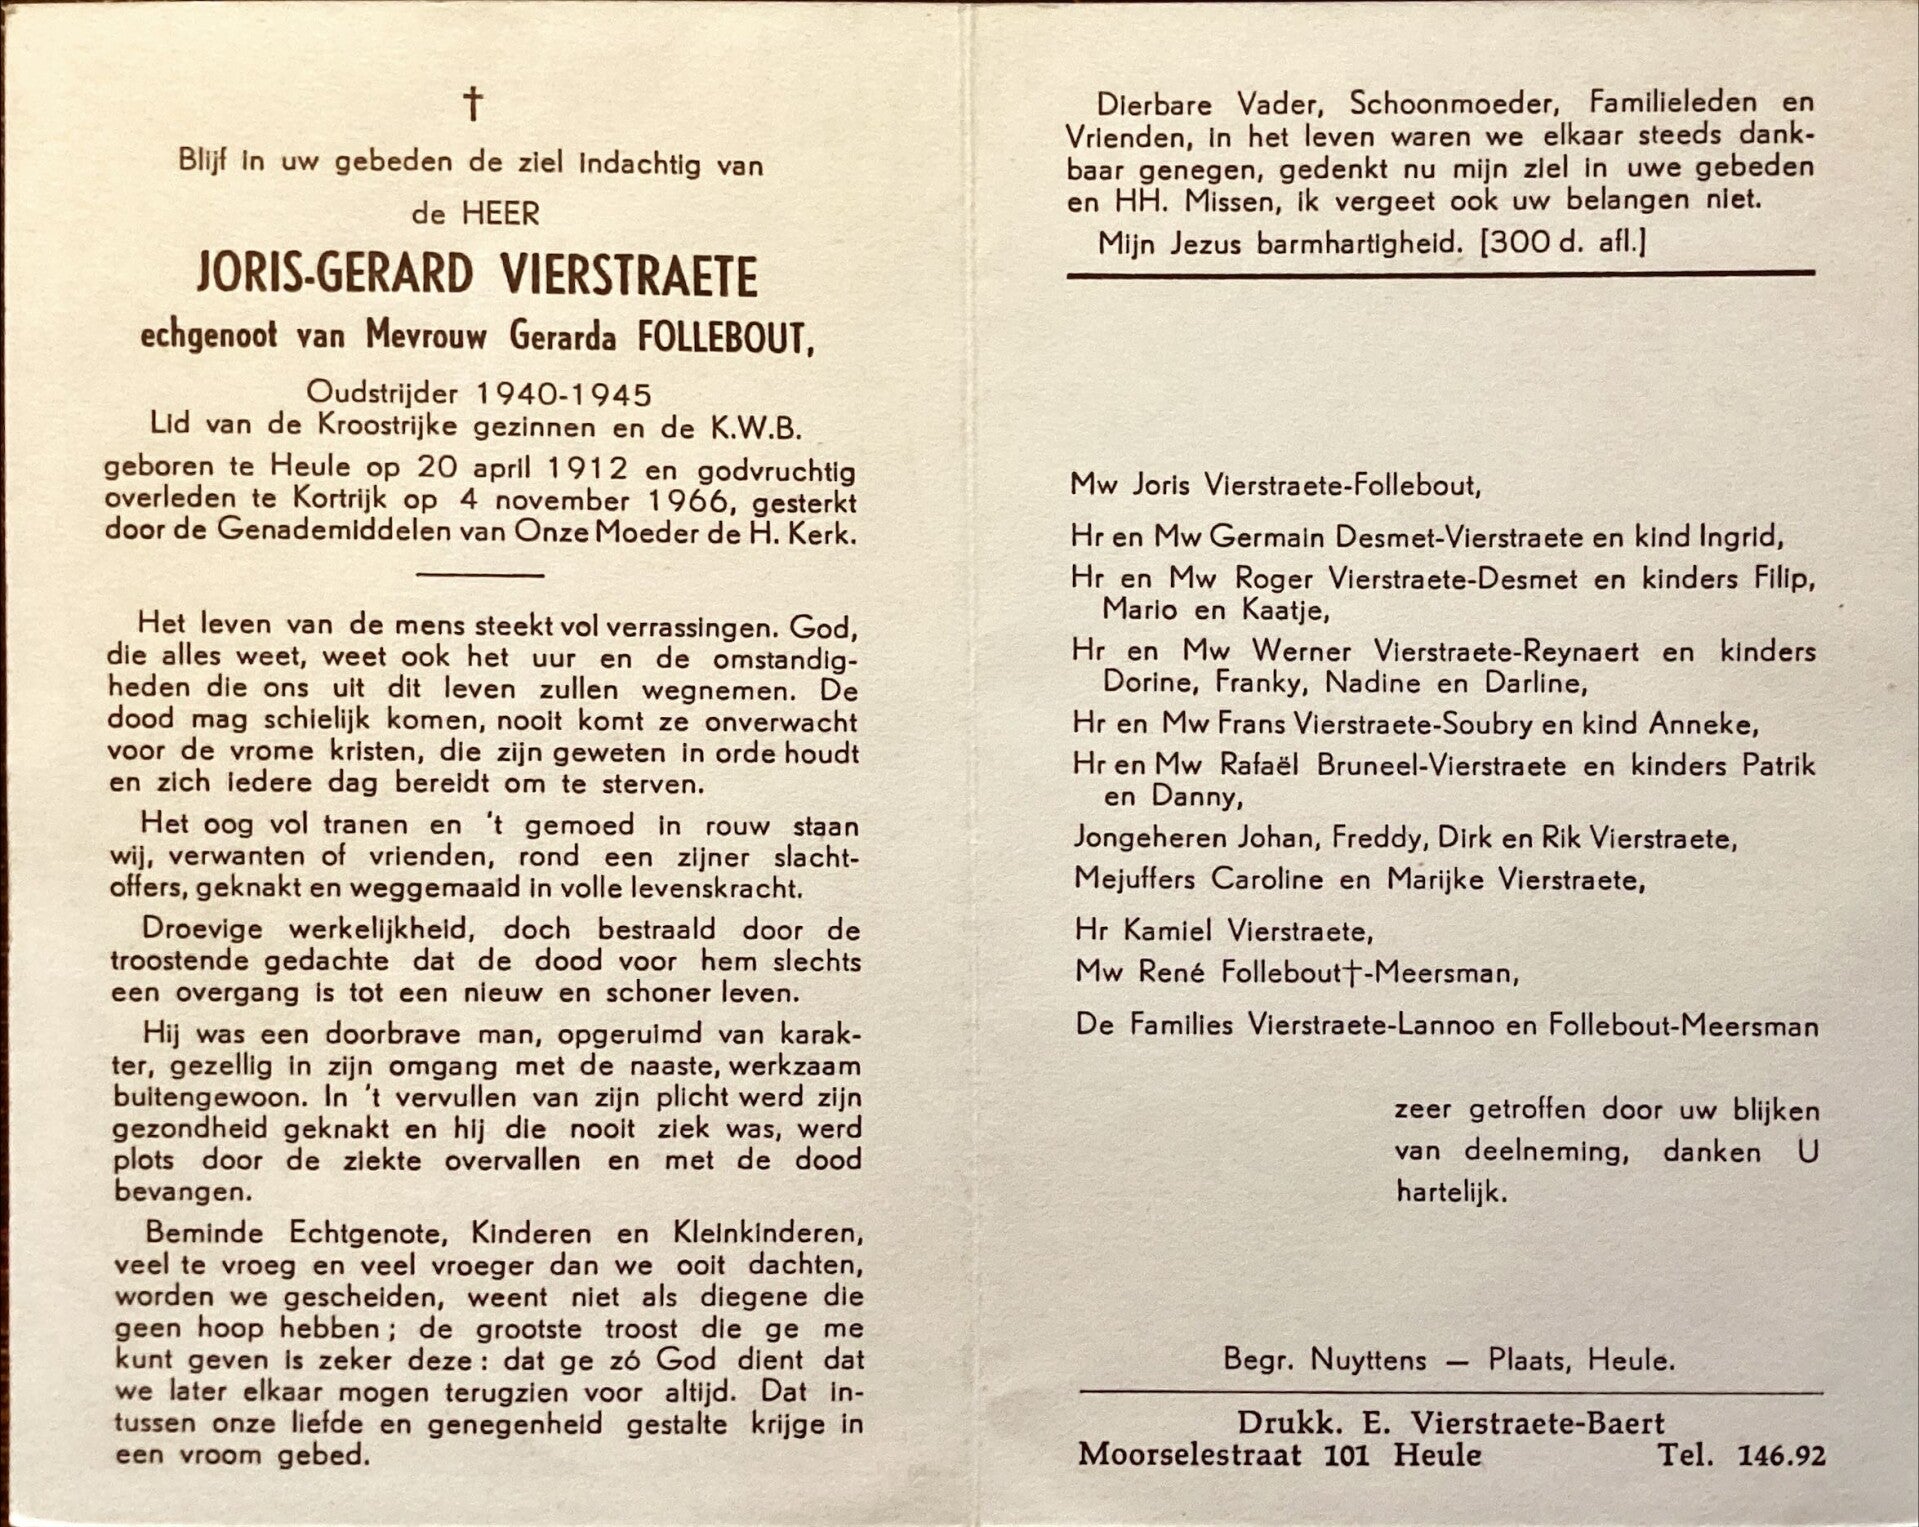 †
Blijf in uw gebeden de ziel indachtig van
de HEER
JORIS-GERARD VIERSTRAETE
echgenoot van Mevrouw Gerarda FOLLEBOUT,
Oudstrijder 1940-1945
Lid van de Kroostrijke gezinnen en de K.W.B.
geboren te Heule op 20 april 1912 en godvruchtig
overleden te Kortrijk op 4 november 1966, gesterkt
door de Genademiddelen van Onze Moeder de H. Kerk.
Het leven van de mens steekt vol verrassingen. God,
die alles weet, weet ook het uur en de omstandig-
heden die ons uit dit leven zullen wegnemen. De
dood mag schielijk komen, nooit komt ze onverwacht
voor de vrome kristen, die zijn geweten in orde houdt
en zich iedere dag bereidt om te sterven.
Het oog vol tranen en 't gemoed in rouw staan
wij, verwanten of vrienden, rond een zijner slacht-
offers, geknakt en weggemaaid in volle levenskracht.
Droevige werkelijkheid, doch bestraald door de
troostende gedachte dat de dood voor hem slechts
een overgang is tot een nieuw en schoner leven.
Hij was een doorbrave man, opgeruimd van karak-
ter, gezellig in zijn omgang met de naaste, werkzaam
buitengewoon. In 't vervullen van zijn plicht werd zijn
gezondheid geknakt en hij die nooit ziek was, werd
plots door de ziekte overvallen en met de dood
bevangen.
Beminde Echtgenote, Kinderen en Kleinkinderen,
veel te vroeg en veel vroeger dan we ooit dachten,
worden we gescheiden, weent niet als diegene die
geen hoop hebben; de grootste troost die ge me
kunt geven is zeker deze: dat ge zó God dient dat
we later elkaar mogen terugzien voor altijd. Dat in-
tussen onze liefde en genegenheid gestalte krijge in
een vroom gebed.
Dierbare Vader, Schoonmoeder, Familieleden en
Vrienden, in het leven waren we elkaar steeds dank-
baar genegen, gedenkt nu mijn ziel in uwe gebeden
en HH. Missen, ik vergeet ook uw belangen niet.
Mijn Jezus barmhartigheid. [300 d. afl.]
Mw Joris Vierstraete-Follebout,
Hr en Mw Germain Desmet-Vierstraete en kind Ingrid,
Hr en Mw Roger Vierstraete-Desmet en kinders Filip,
Mario en Kaatje,
Hr en Mw Werner Vierstraete-Reynaert en kinders
Dorine, Franky, Nadine en Darline,
Hr en Mw Frans Vierstraete-Soubry en kind Anneke,
Hr en Mw Rafaël Bruneel-Vierstraete en kinders Patrik
en Danny,
Jongeheren Johan, Freddy, Dirk en Rik Vierstraete,
Mejuffers Caroline en Marijke Vierstraete,
Hr Kamiel Vierstraete,
Mw René Follebout†-Meersman,
De Families Vierstraete-Lannoo en Follebout-Meersman
zeer getroffen door uw blijken
van deelneming, danken U
hartelijk.
Begr. Nuyttens — Plaats, Heule.
Drukk. E. Vierstraete-Baert
Moorselestraat 101 Heule Tel. 146.92